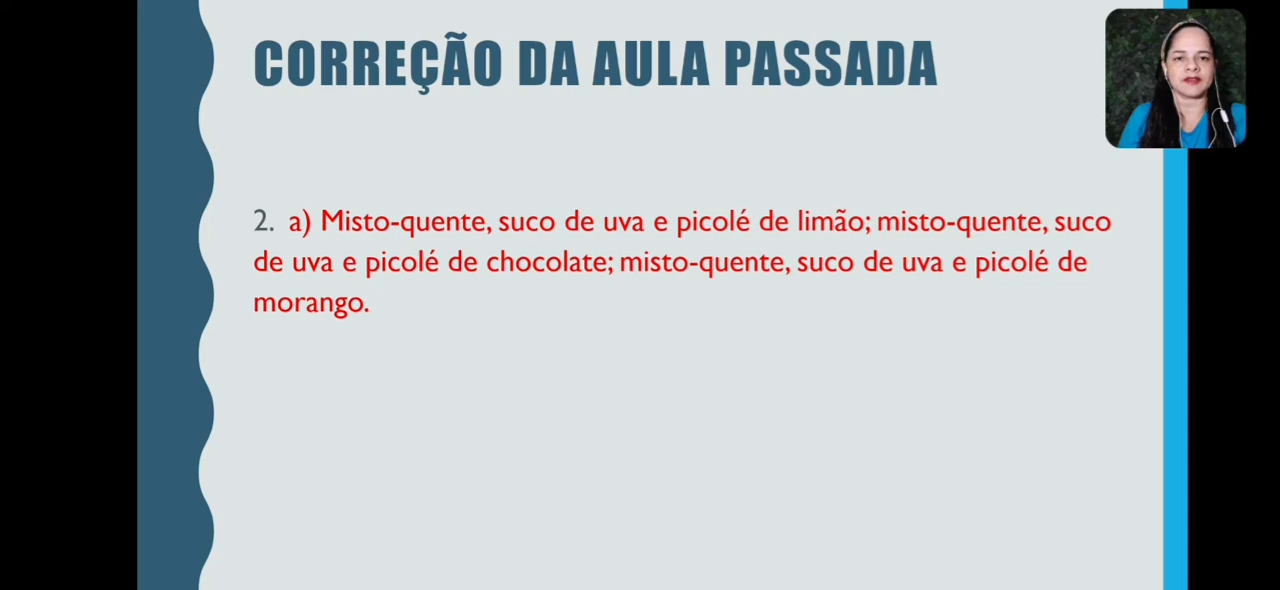 CORREÇÃO DA AULA PASSADA
2. a) Misto-quente, suco de uva e picolé de limão; misto-quente, suco
de uva e picolé de chocolate; misto-quente, suco de uva e picolé de
morango.